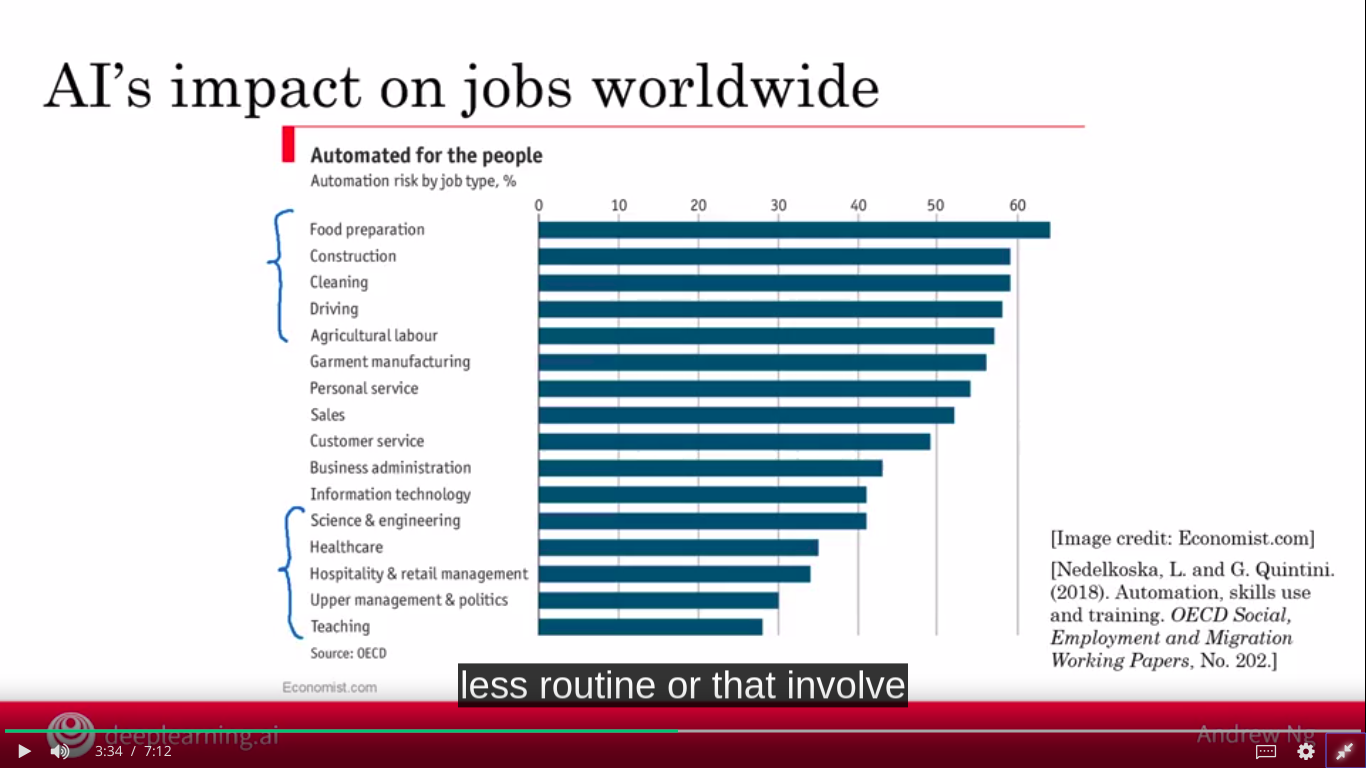 AI's impact on jobs worldwide
Automated for the people
Automation risk by job type, %
0 10 20 30 40 50 60
Food preparation
Construction
Cleaning
Driving
Agricultural labour
Garment manufacturing
Personal service
Sales
Customer service
Business administration
Information technology
Science & engineering
Healthcare
Hospitality & retail management
Upper management & politics
Teaching
Source: OECD
Economist.com
[Image credit: Economist.com]
[Nedelkoska, L. and G. Quintini.
(2018). Automation, skills use
and training. OECD Social,
Employment and Migration
Working Papers, No. 202.]
less routine or that involve
deeplearning.ai
Andrew Ng
3:34 / 7:12